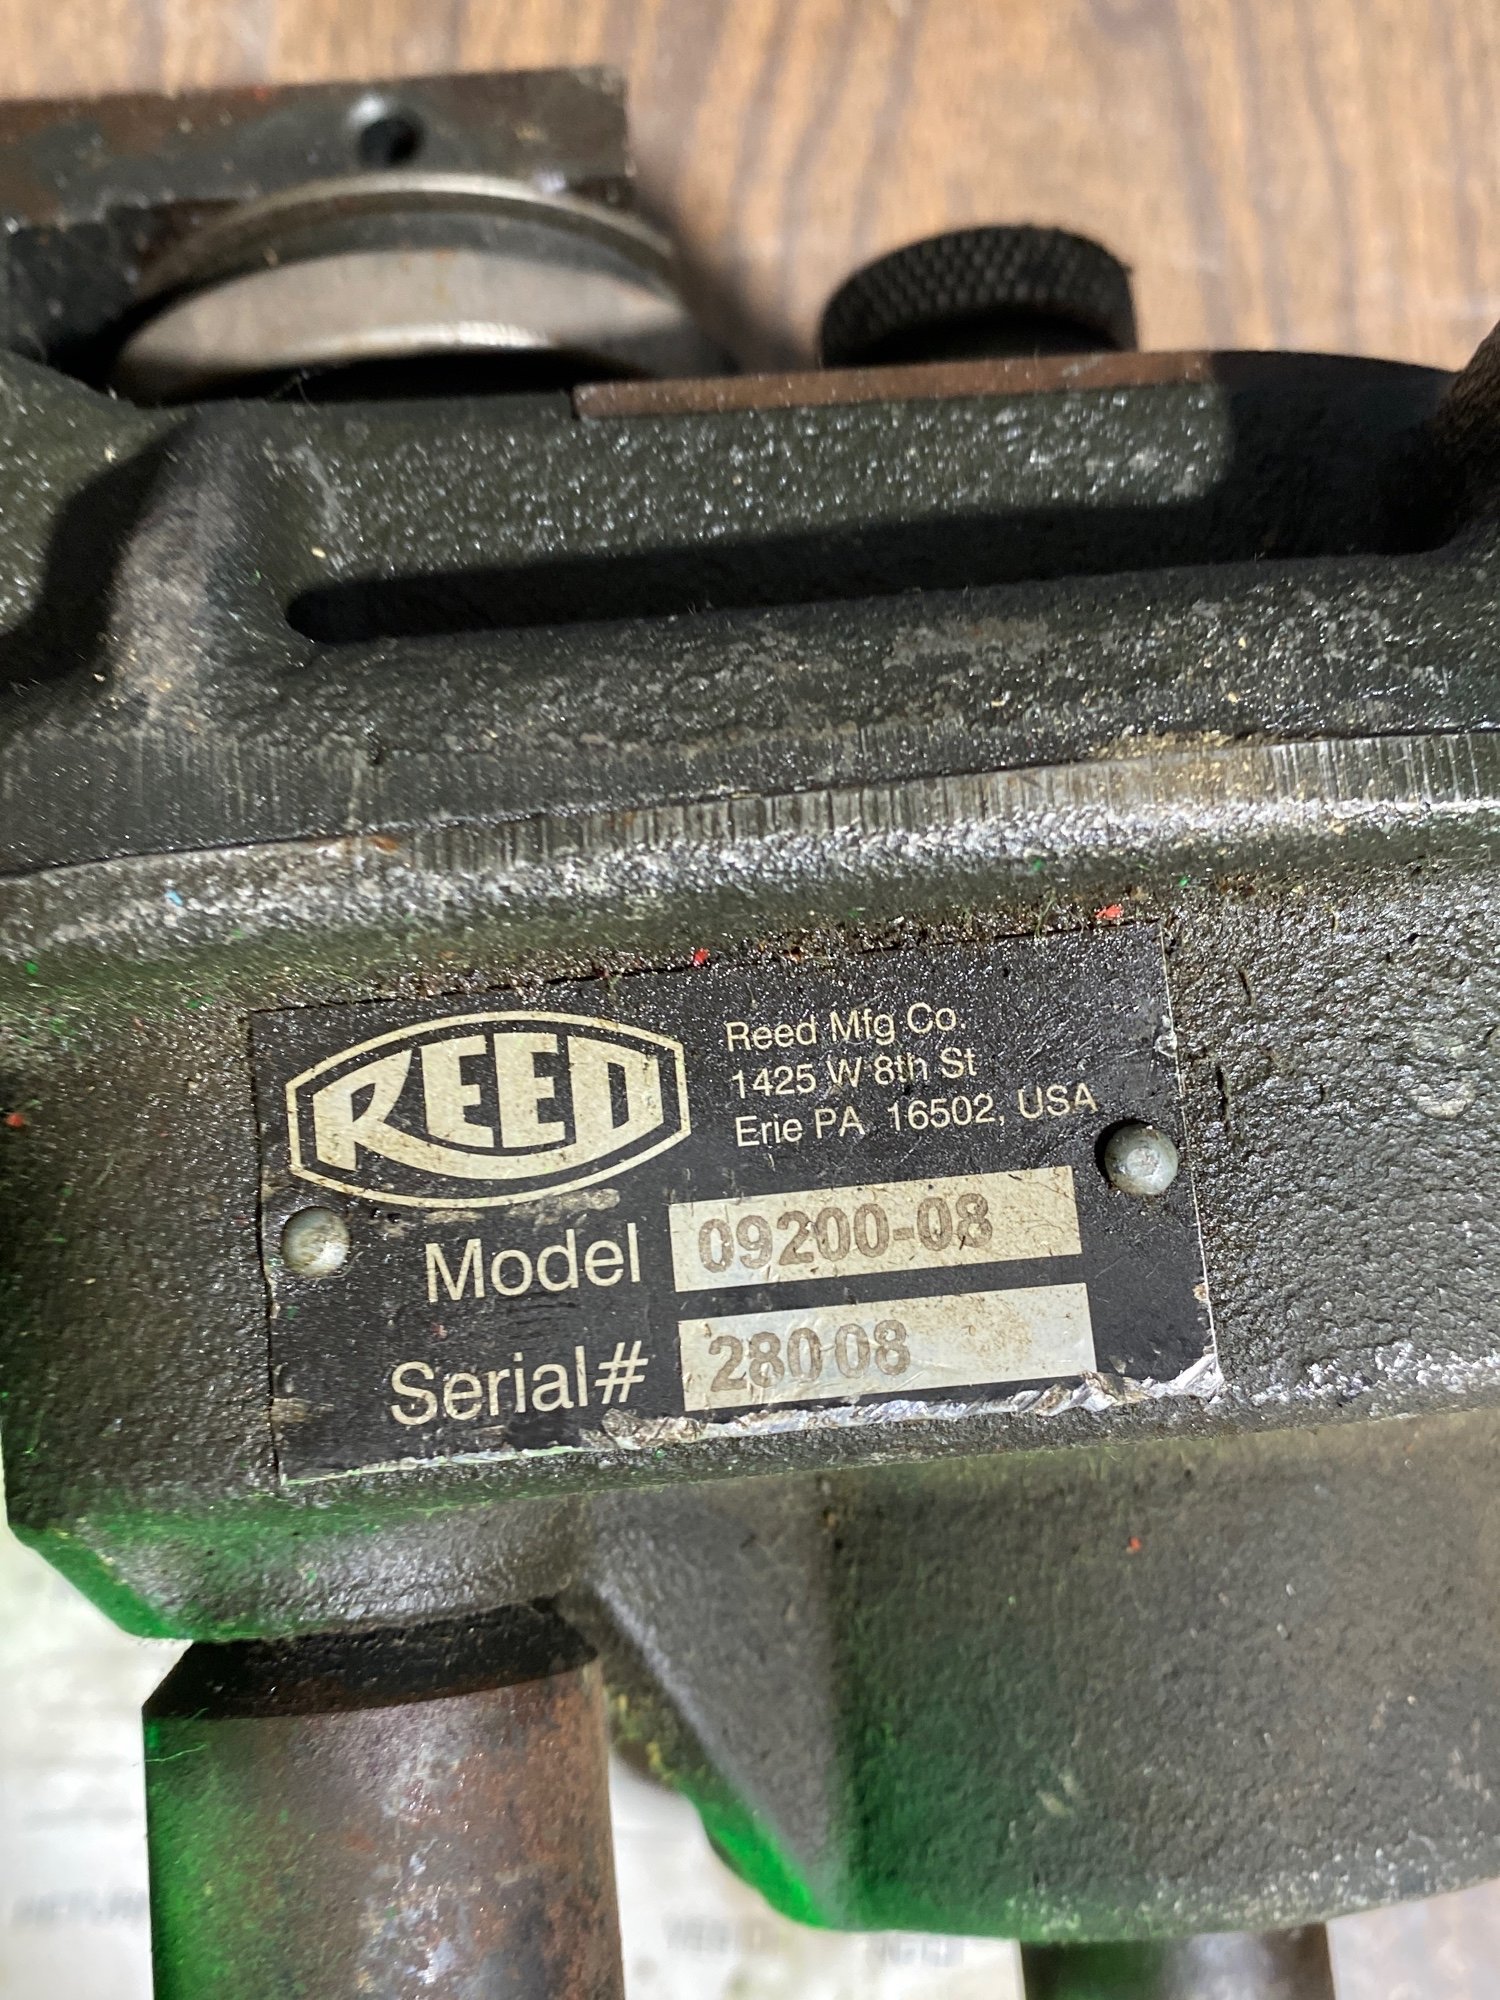 REED
Reed Mfg Co.
1425 W 8th St
Erie PA 16502, USA
Model 09200-08
Serial# 28008